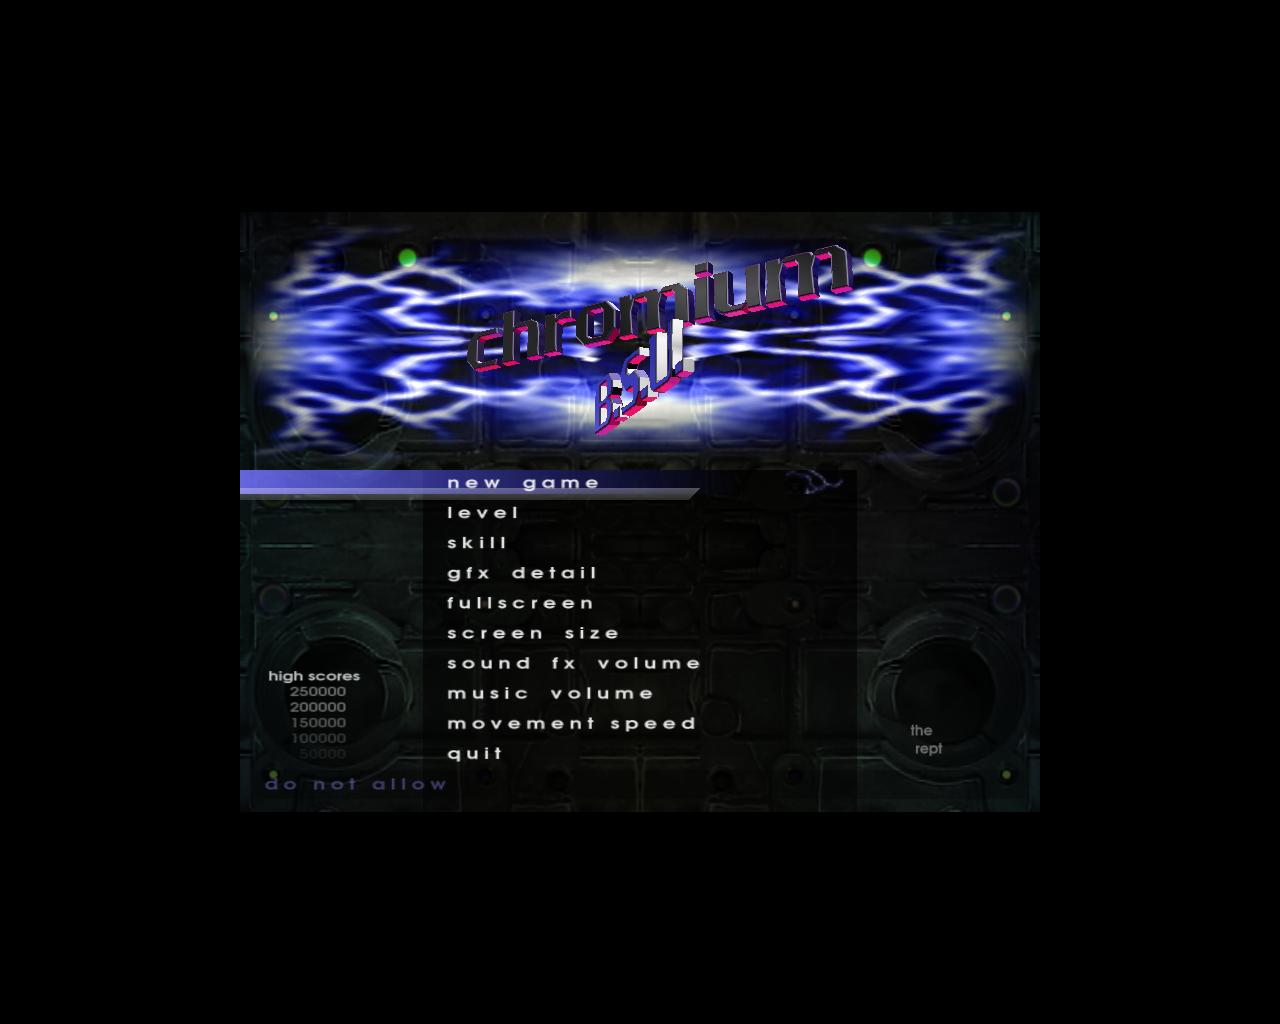 chromium
B.S.U.
new game
level
skill
gfx detail
fullscreen
screen size
sound fx volume
music volume
movement speed
quit
high scores
250000
200000
150000
100000
50000
the
rept
do not allow